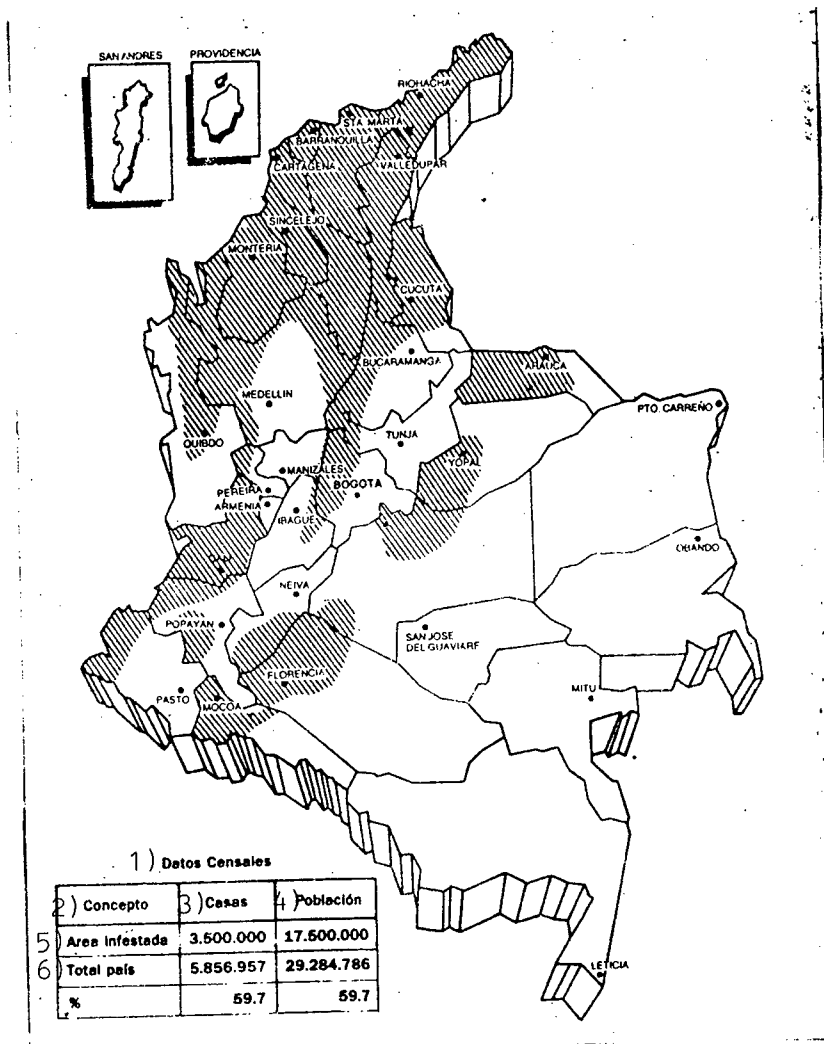 SAN ANDRES
PROVIDENCIA
RIOHACHA
STA. MARTA
BARRANQUILLA
CARTAGENA
VALLEDUPAR
SINCELEJO
MONTERIA
CUCUTA
BUCARAMANGA
ARAUCA
MEDELLIN
PTO. CARREÑO
QUIBDO
TUNJA
YOPAL
MANIZALES
PEREIRA
BOGOTA
ARMENIA
IBAGUE
OBANDO
NEIVA
POPAYAN
SAN JOSE
DEL GUAVIARE
FLORENCIA
PASTO
MOCOA
MITU
LETICIA
1) Datos Censales
2) Concepto 3) Casas 4) Población
5) Area Infestada 3.500.000 17.500.000
6) Total país 5.856.957 29.284.786
% 59.7 59.7